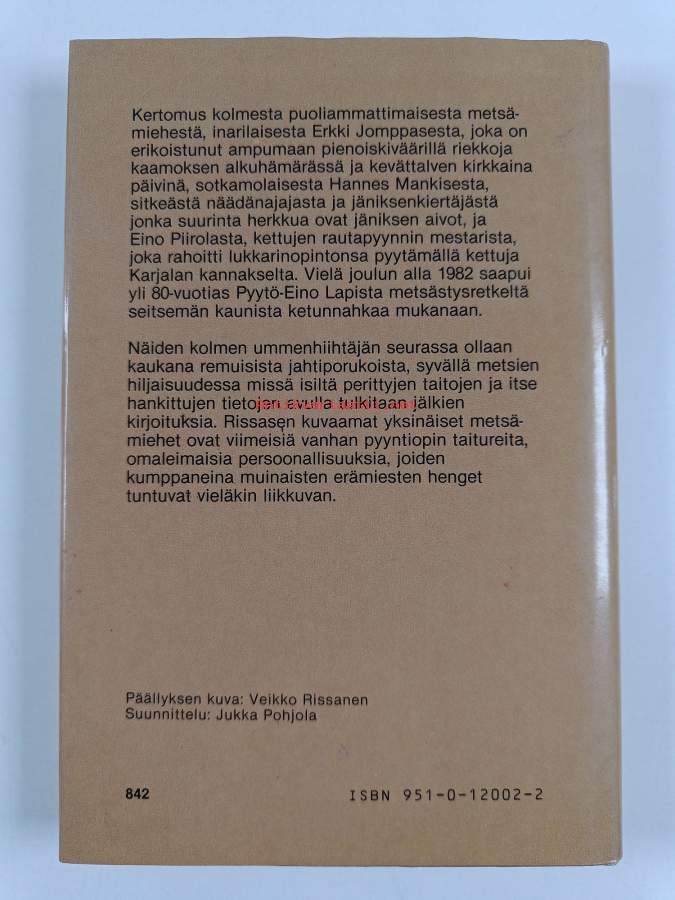 Kertomus kolmesta puoliammattimaisesta metsä-
miehestä, inarilaisesta Erkki Jomppasesta, joka on
erikoistunut ampumaan pienoiskiväärillä riekkoja
kaamoksen alkuhämärässä ja kevättalven kirkkaina
päivinä, sotkamolaisesta Hannes Mankisesta,
sitkeästä näädänajajasta ja jäniksenkiertäjästä
jonka suurinta herkkua ovat jäniksen aivot, ja
Eino Piirolasta, kettujen rautapyynnin mestarista,
joka rahoitti lukkarinopintonsa pyytämällä kettuja
Karjalan kannakselta. Vielä joulun alla 1982 saapui
yli 80-vuotias Pyytö-Eino Lapista metsästysretkeltä
seitsemän kaunista ketunnahkaa mukanaan.
Näiden kolmen ummenhiihtäjän seurassa ollaan
kaukana remuisista jahtiporukoista, syvällä metsien
hiljaisuudessa missä isiltä perittyjen taitojen ja itse
hankittujen tietojen avulla tulkitaan jälkien
kirjoituksia. Rissasen kuvaamat yksinäiset metsä-
miehet ovat viimeisiä vanhan pyyntiopin taitureita,
omaleimaisia persoonallisuuksia, joiden
kumppaneina muinaisten erämiesten henget
tuntuvat vieläkin liikkuvan.
Päällyksen kuva: Veikko Rissanen
Suunnittelu: Jukka Pohjola
842 ISBN 951-0-12002-2